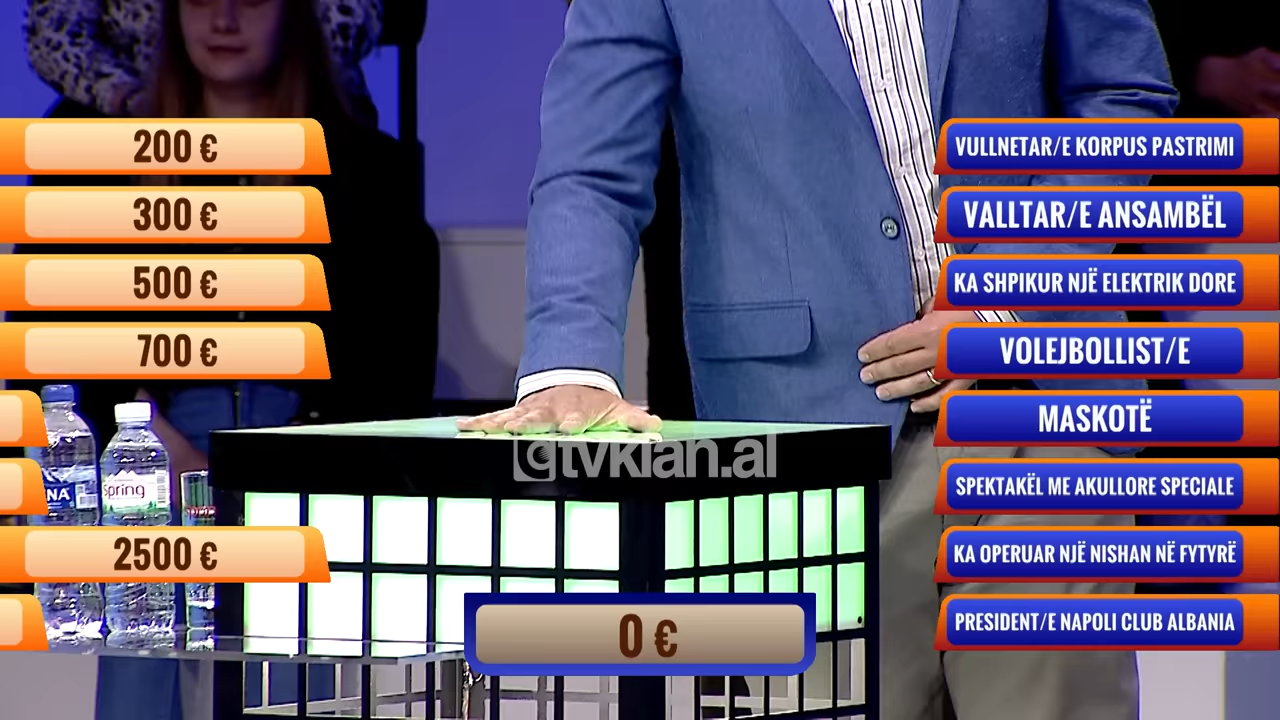 200 €
300 €
500 €
700 €
2500 €
0 €
VULLNETAR/E KORPUS PASTRIMI
VALLTAR/E ANSAMBËL
KA SHPIKUR NJË ELEKTRIK DORE
VOLEJBOLLIST/E
MASKOTË
SPEKTAKËL ME AKULLORE SPECIALE
KA OPERUAR NJË NISHAN NË FYTYRË
PRESIDENT/E NAPOLI CLUB ALBANIA
tvklan.al
Spring